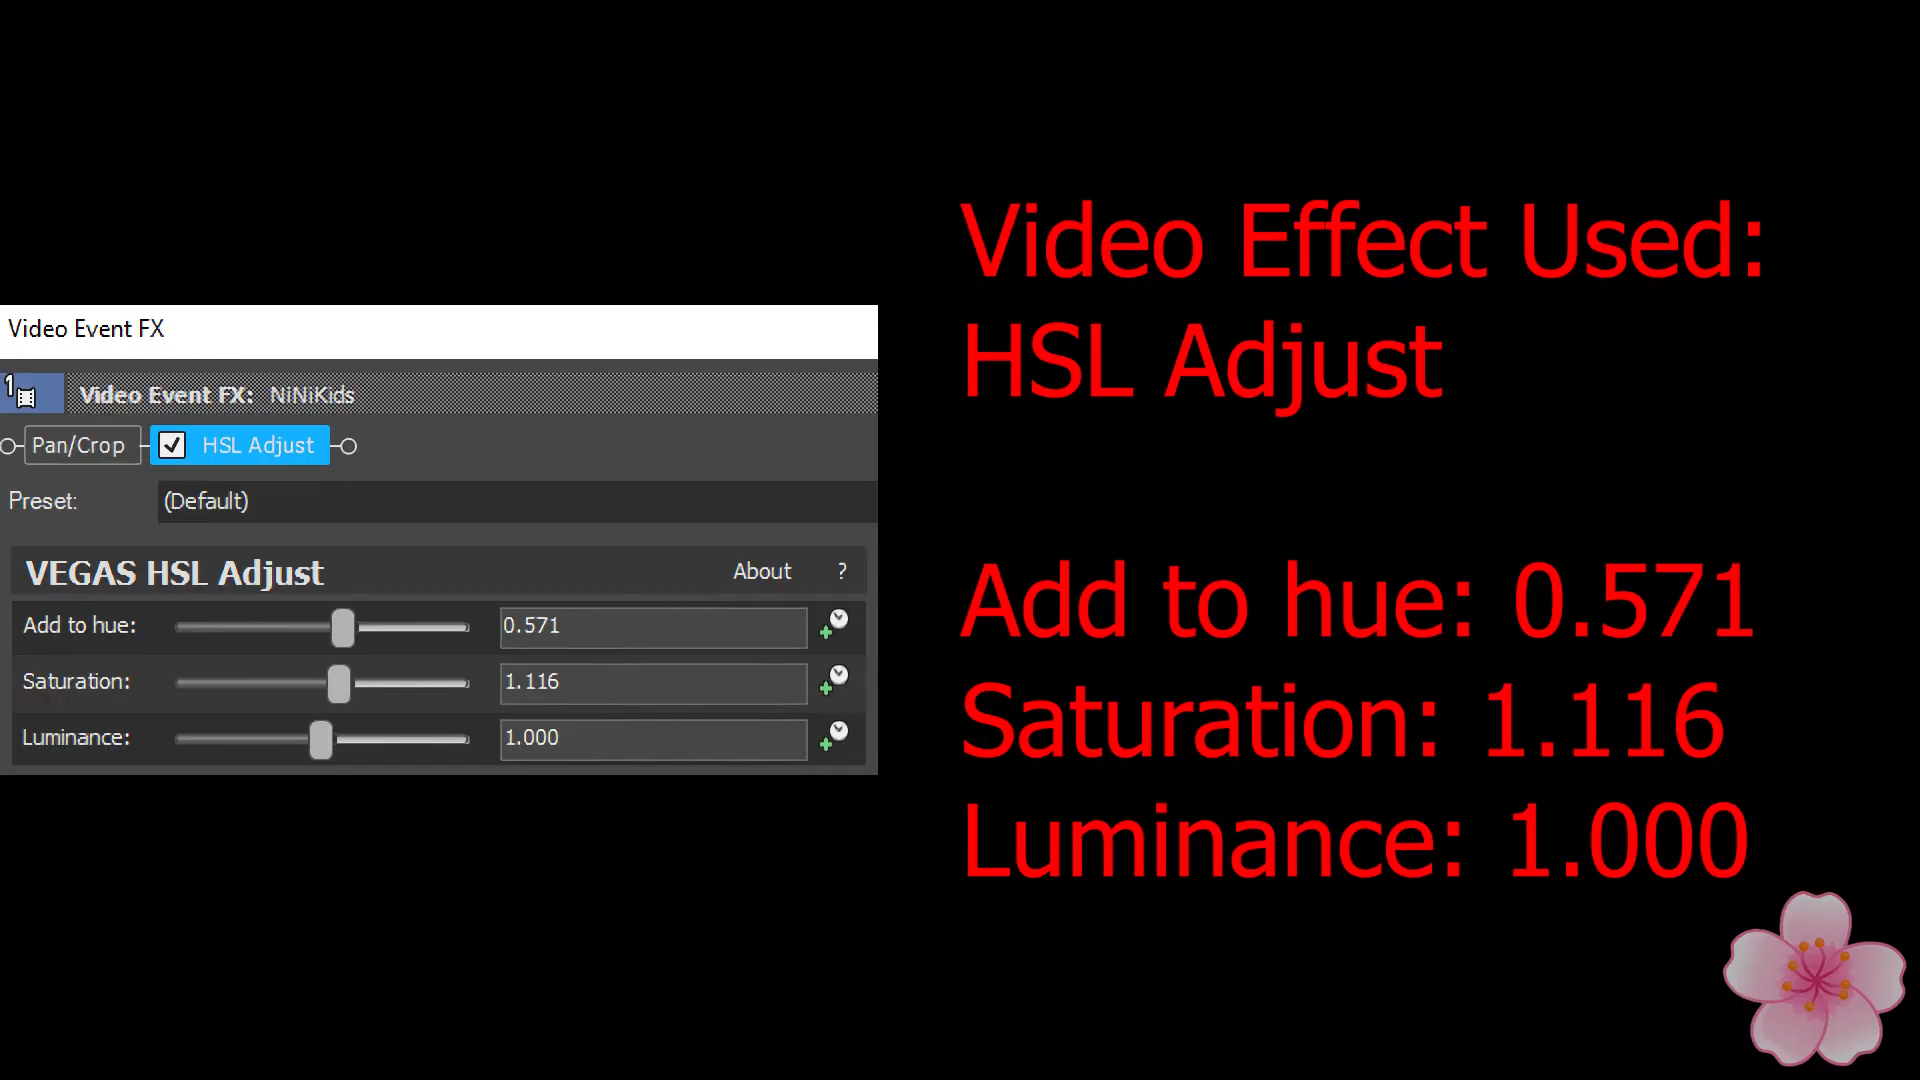 Video Event FX
1
Video Event FX: NiNiKids
Pan/Crop HSL Adjust
Preset: (Default)
VEGAS HSL Adjust About ?
Add to hue: 0.571
Saturation: 1.116
Luminance: 1.000
Video Effect Used:
HSL Adjust
Add to hue: 0.571
Saturation: 1.116
Luminance: 1.000